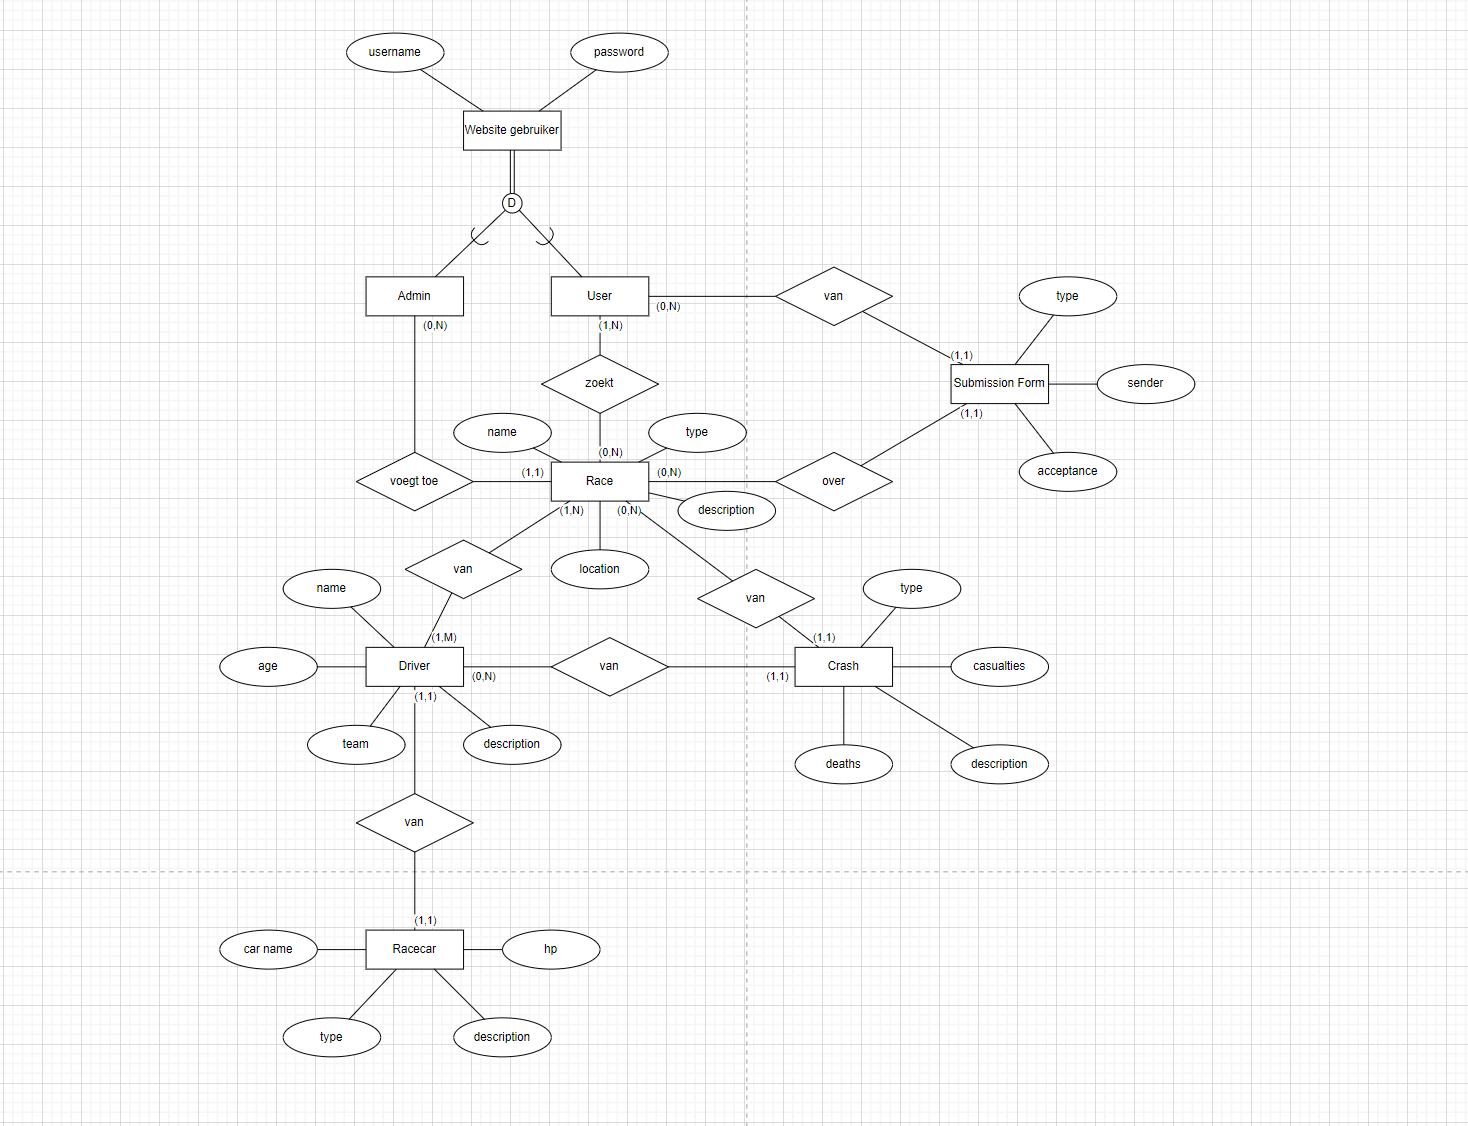 username
password
Website gebruiker
D
Admin
User
van
type
(0,N)
(0,N)
(1,N)
(1,1)
zoekt
Submission Form
sender
(1,1)
name
type
(0,N)
acceptance
voegt toe
(1,1)
Race
(0,N)
over
(1,N)
(0,N)
description
van
location
name
van
type
(1,M)
(1,1)
age
Driver
(0,N)
van
(1,1)
Crash
casualties
(1,1)
team
description
deaths
description
van
(1,1)
car name
Racecar
hp
type
description